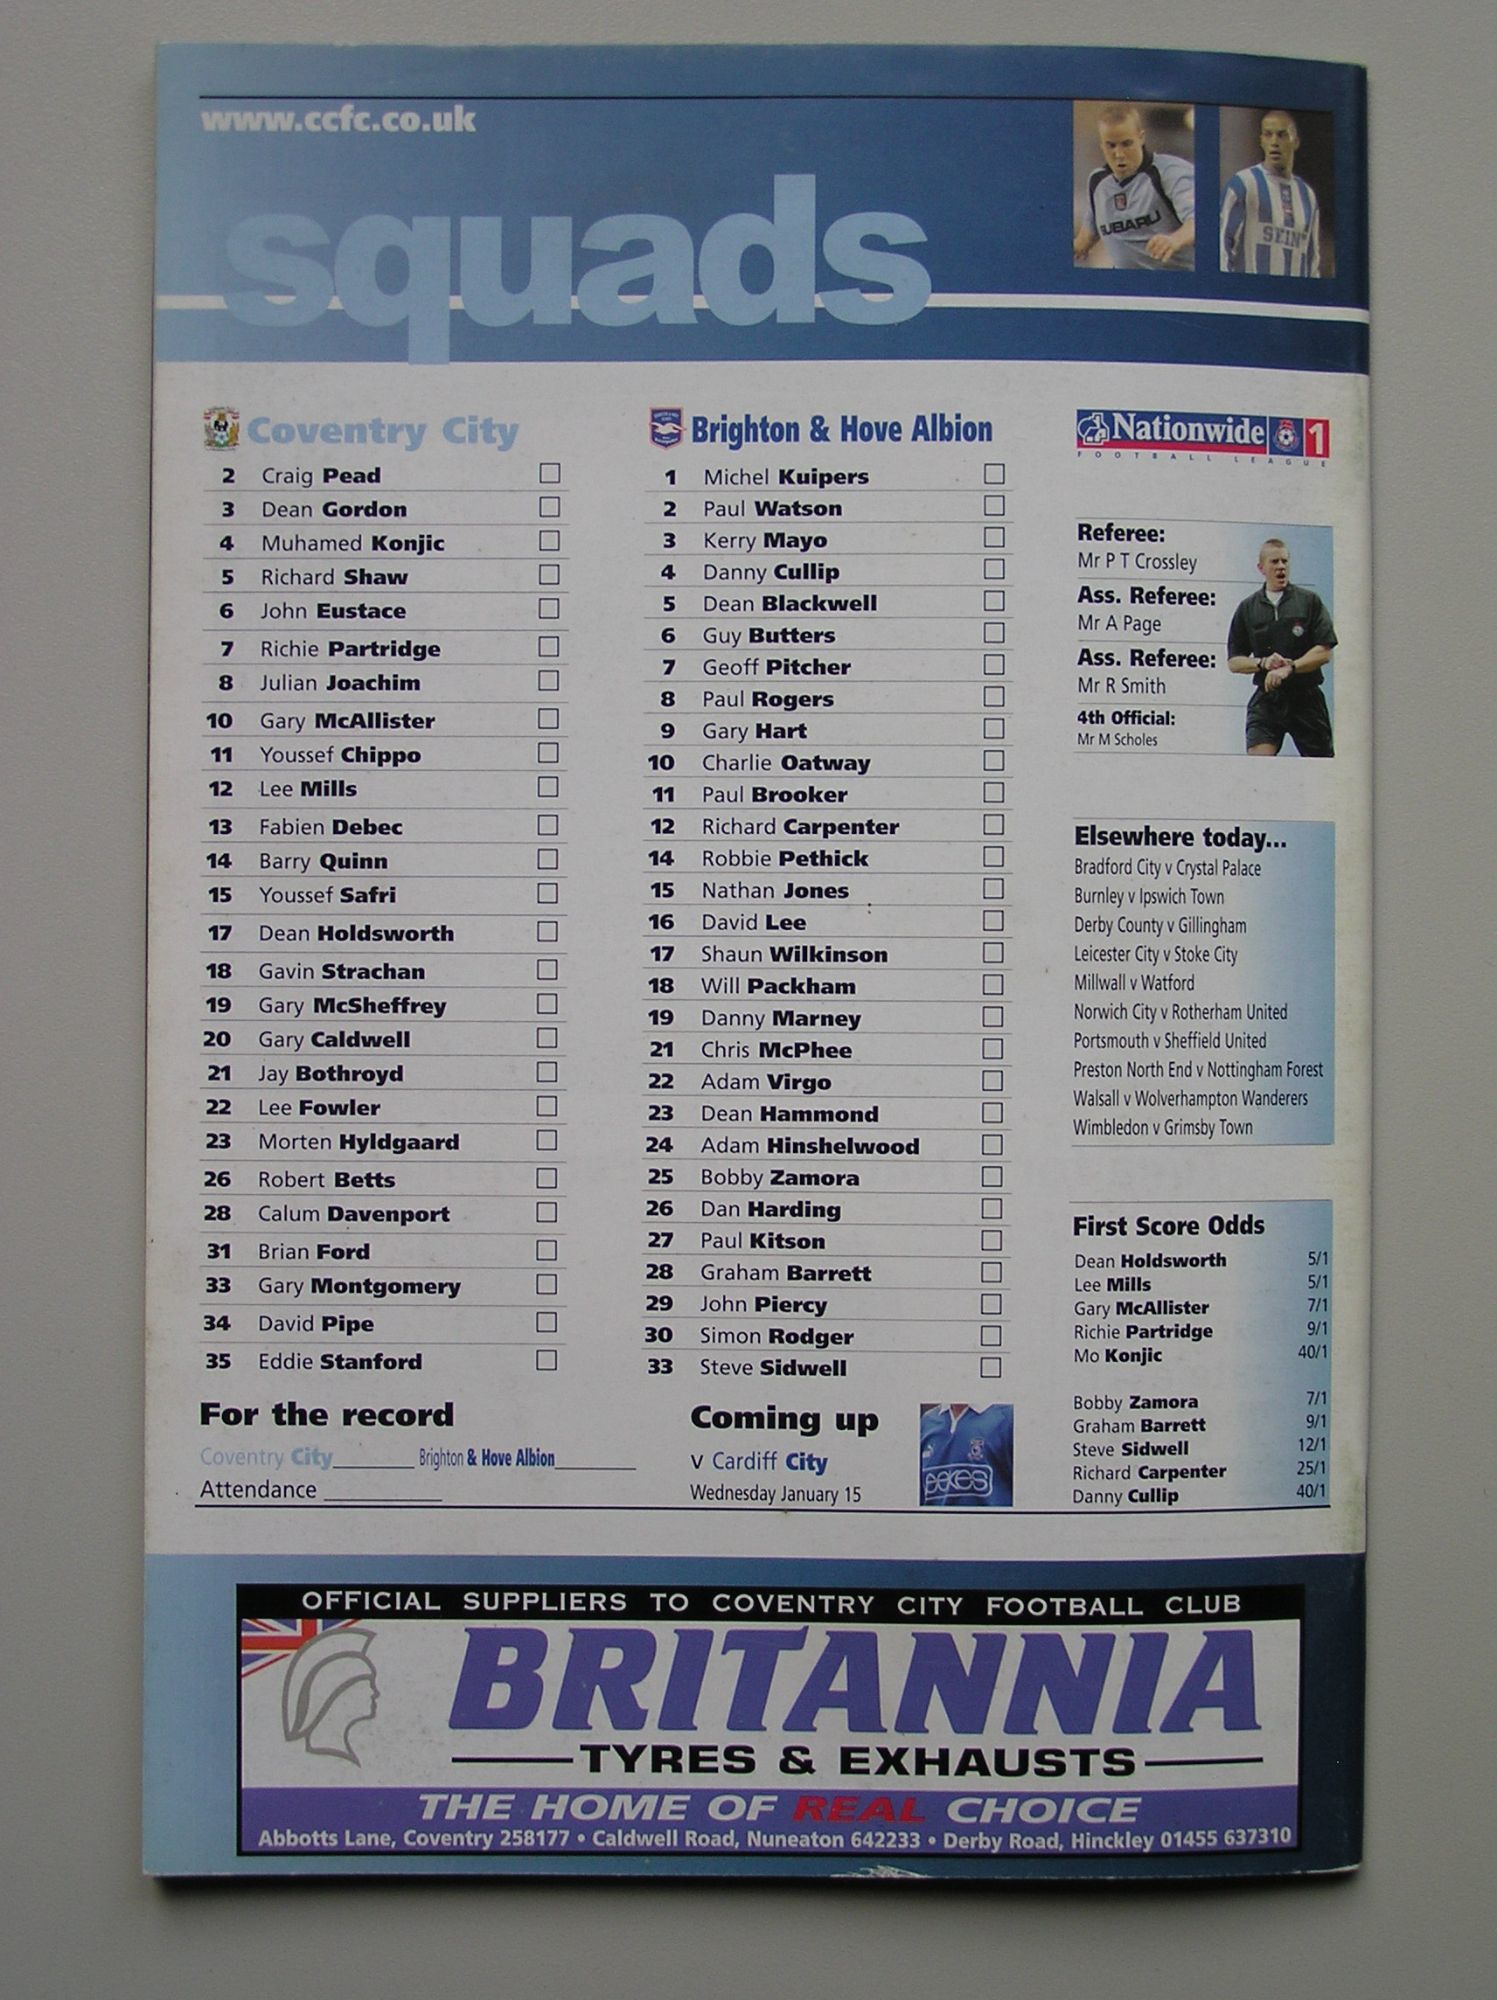 www.ccfc.co.uk
squads
SUBARU
Coventry City
2 Craig Pead
3 Dean Gordon
4 Muhamed Konjic
5 Richard Shaw
6 John Eustace
7 Richie Partridge
8 Julian Joachim
10 Gary McAllister
11 Youssef Chippo
12 Lee Mills
13 Fabien Debec
14 Barry Quinn
15 Youssef Safri
17 Dean Holdsworth
18 Gavin Strachan
19 Gary McSheffrey
20 Gary Caldwell
21 Jay Bothroyd
22 Lee Fowler
23 Morten Hyldgaard
26 Robert Betts
28 Calum Davenport
31 Brian Ford
33 Gary Montgomery
34 David Pipe
35 Eddie Stanford
Brighton & Hove Albion
1 Michel Kuipers
2 Paul Watson
3 Kerry Mayo
4 Danny Cullip
5 Dean Blackwell
6 Guy Butters
7 Geoff Pitcher
8 Paul Rogers
9 Gary Hart
10 Charlie Oatway
11 Paul Brooker
12 Richard Carpenter
14 Robbie Pethick
15 Nathan Jones
16 David Lee
17 Shaun Wilkinson
18 Will Packham
19 Danny Marney
21 Chris McPhee
22 Adam Virgo
23 Dean Hammond
24 Adam Hinshelwood
25 Bobby Zamora
26 Dan Harding
27 Paul Kitson
28 Graham Barrett
29 John Piercy
30 Simon Rodger
33 Steve Sidwell
Nationwide 1
FOOTBALL LEAGUE
Referee:
Mr P T Crossley
Ass. Referee:
Mr A Page
Ass. Referee:
Mr R Smith
4th Official:
Mr M Scholes
Elsewhere today...
Bradford City v Crystal Palace
Burnley v Ipswich Town
Derby County v Gillingham
Leicester City v Stoke City
Millwall v Watford
Norwich City v Rotherham United
Portsmouth v Sheffield United
Preston North End v Nottingham Forest
Walsall v Wolverhampton Wanderers
Wimbledon v Grimsby Town
First Score Odds
Dean Holdsworth 5/1
Lee Mills 5/1
Gary McAllister 7/1
Richie Partridge 9/1
Mo Konjic 40/1
Bobby Zamora 7/1
Graham Barrett 9/1
Steve Sidwell 12/1
Richard Carpenter 25/1
Danny Cullip 40/1
For the record
Coventry City________ Brighton & Hove Albion________
Attendance __________
Coming up
v Cardiff City
Wednesday January 15
OFFICIAL SUPPLIERS TO COVENTRY CITY FOOTBALL CLUB
BRITANNIA
TYRES & EXHAUSTS
THE HOME OF REAL CHOICE
Abbotts Lane, Coventry 258177 • Caldwell Road, Nuneaton 642233 • Derby Road, Hinckley 01455 637310